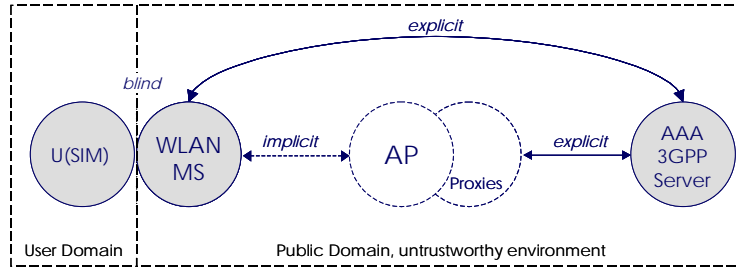 explicit
blind
U(SIM)
WLAN
MS
implicit
AP
Proxies
explicit
AAA
3GPP
Server
User Domain
Public Domain, untrustworthy environment